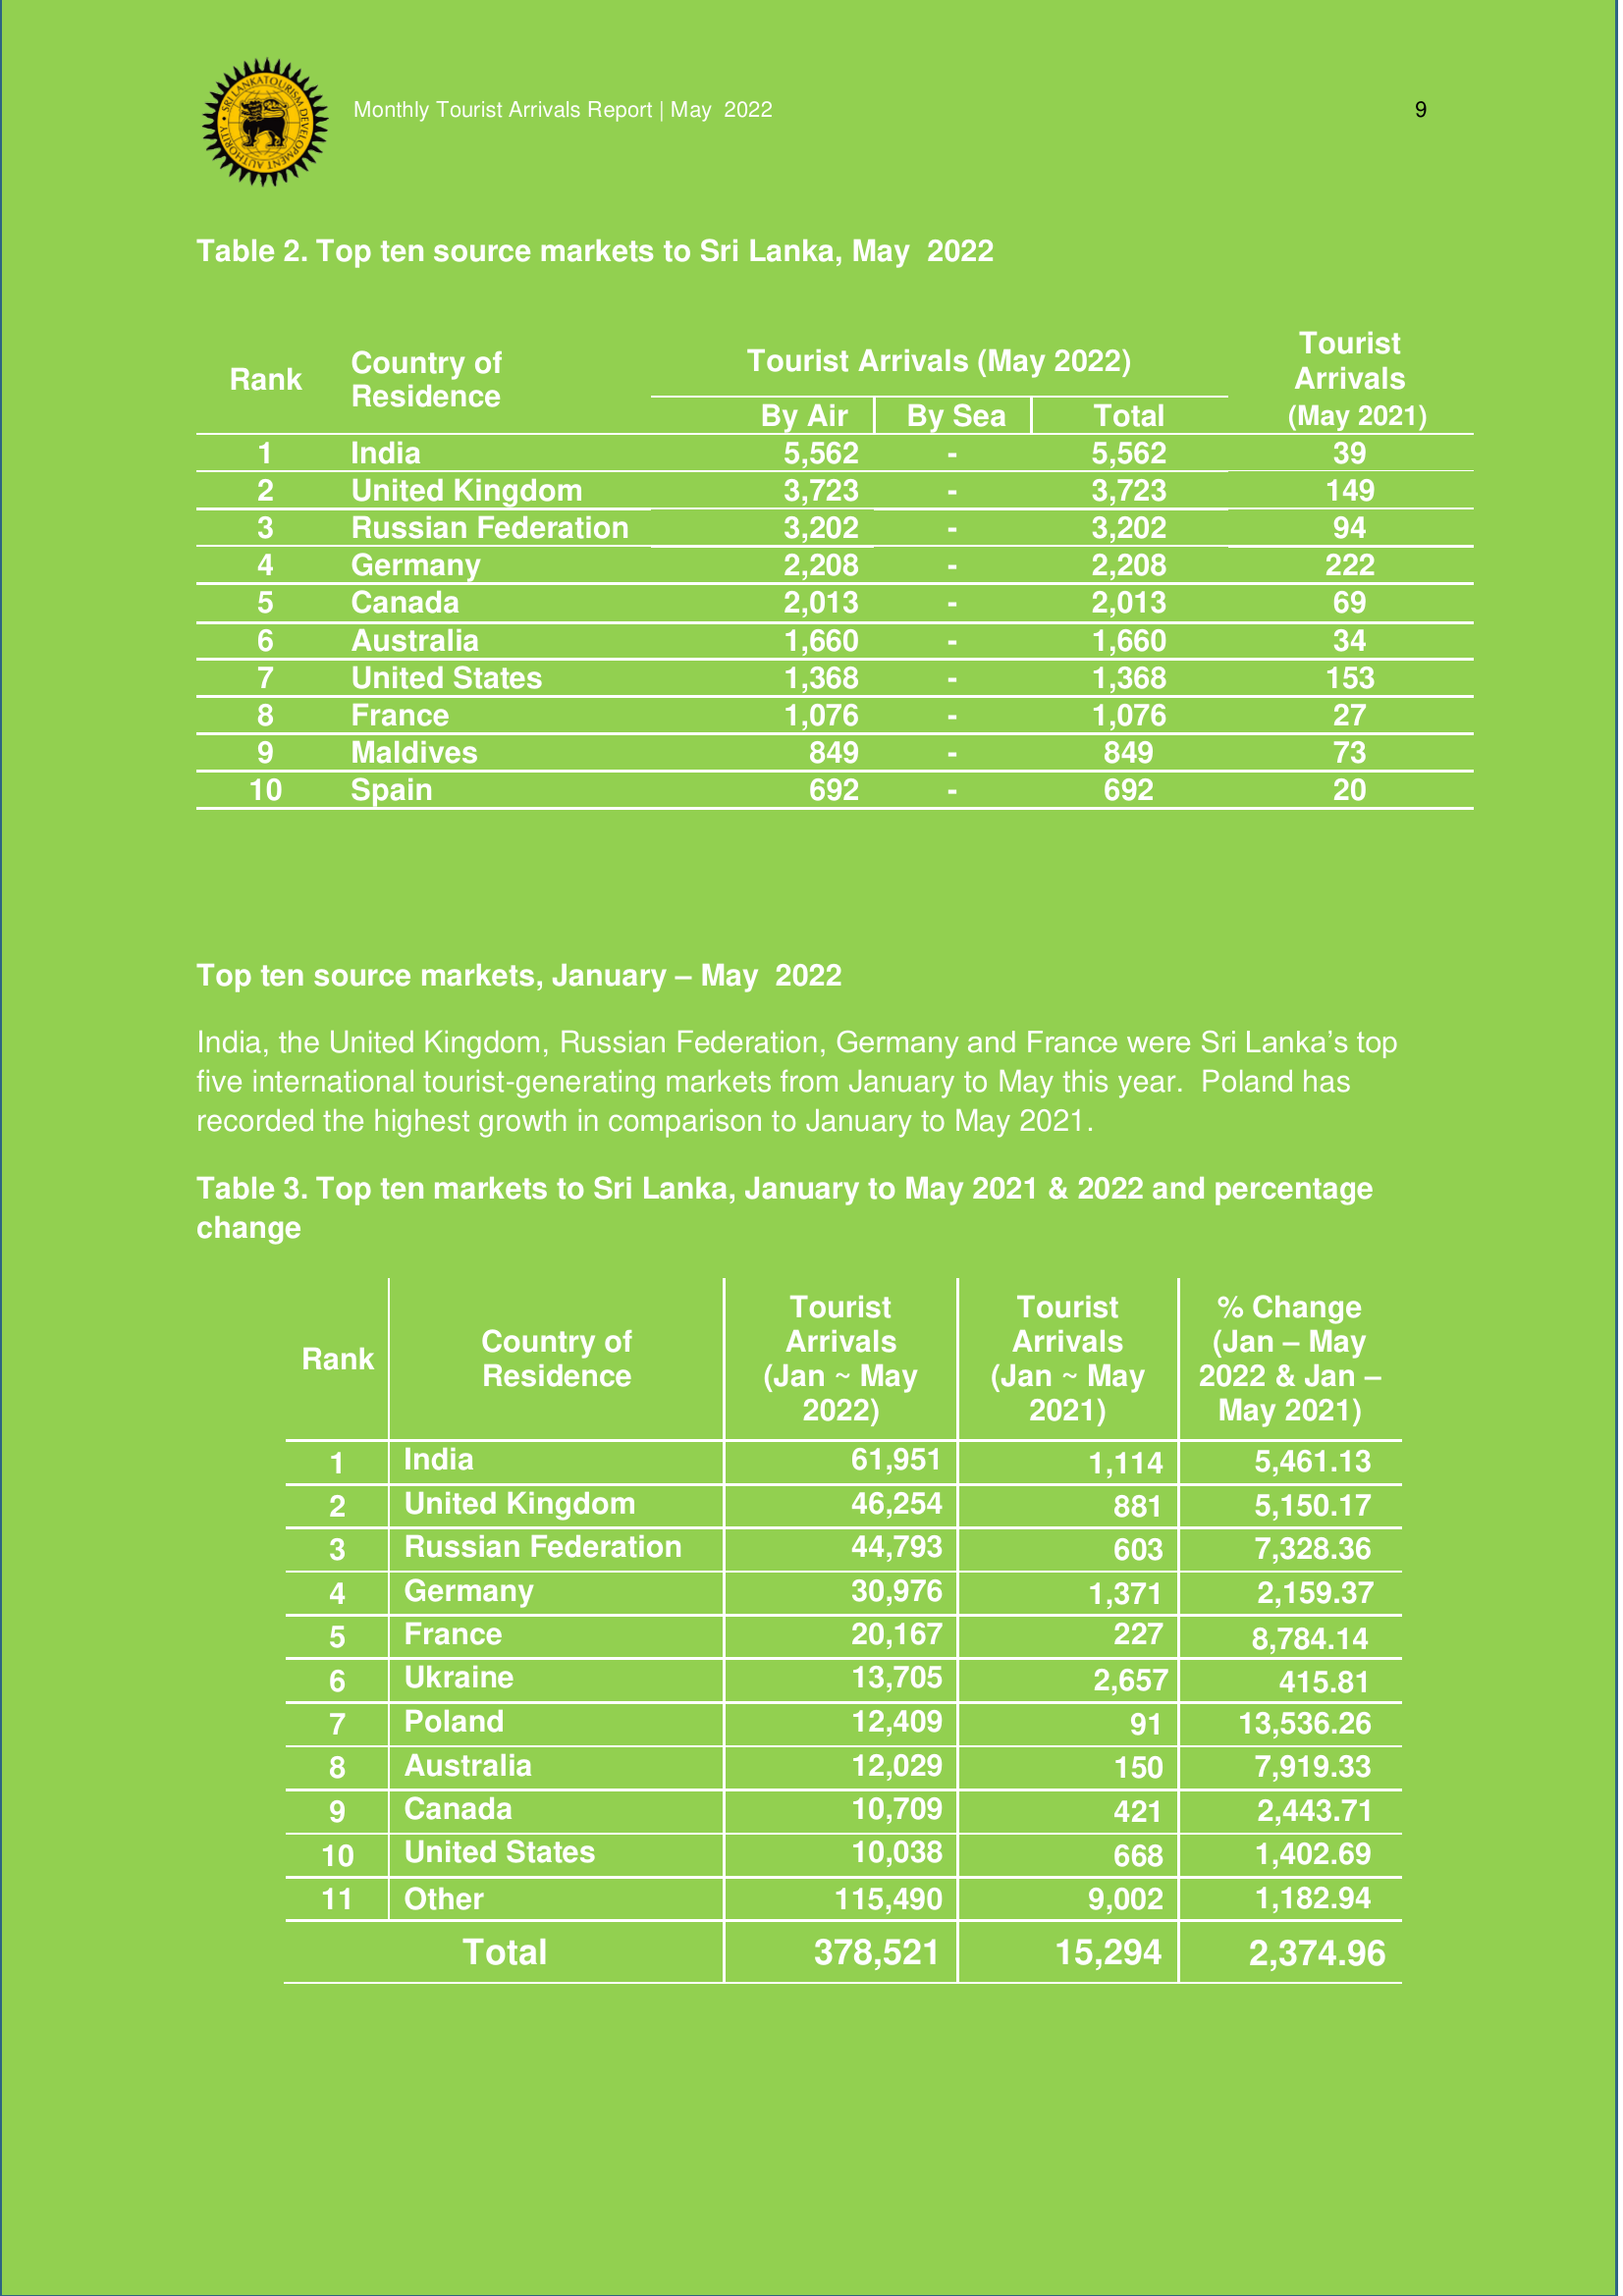 SRI LANKA TOURISM DEVELOPMENT AUTHORITY
Monthly Tourist Arrivals Report | May  2022 9
Table 2. Top ten source markets to Sri Lanka, May  2022
Rank Country of Residence Tourist Arrivals (May 2022) Tourist Arrivals (May 2021)
By Air By Sea Total
1 India 5,562 - 5,562 39
2 United Kingdom 3,723 - 3,723 149
3 Russian Federation 3,202 - 3,202 94
4 Germany 2,208 - 2,208 222
5 Canada 2,013 - 2,013 69
6 Australia 1,660 - 1,660 34
7 United States 1,368 - 1,368 153
8 France 1,076 - 1,076 27
9 Maldives 849 - 849 73
10 Spain 692 - 692 20
Top ten source markets, January – May  2022
India, the United Kingdom, Russian Federation, Germany and France were Sri Lanka’s top
five international tourist-generating markets from January to May this year.  Poland has
recorded the highest growth in comparison to January to May 2021.
Table 3. Top ten markets to Sri Lanka, January to May 2021 & 2022 and percentage
change
Rank Country of Residence Tourist Arrivals (Jan ~ May 2022) Tourist Arrivals (Jan ~ May 2021) % Change (Jan – May 2022 & Jan – May 2021)
1 India 61,951 1,114 5,461.13
2 United Kingdom 46,254 881 5,150.17
3 Russian Federation 44,793 603 7,328.36
4 Germany 30,976 1,371 2,159.37
5 France 20,167 227 8,784.14
6 Ukraine 13,705 2,657 415.81
7 Poland 12,409 91 13,536.26
8 Australia 12,029 150 7,919.33
9 Canada 10,709 421 2,443.71
10 United States 10,038 668 1,402.69
11 Other 115,490 9,002 1,182.94
Total 378,521 15,294 2,374.96